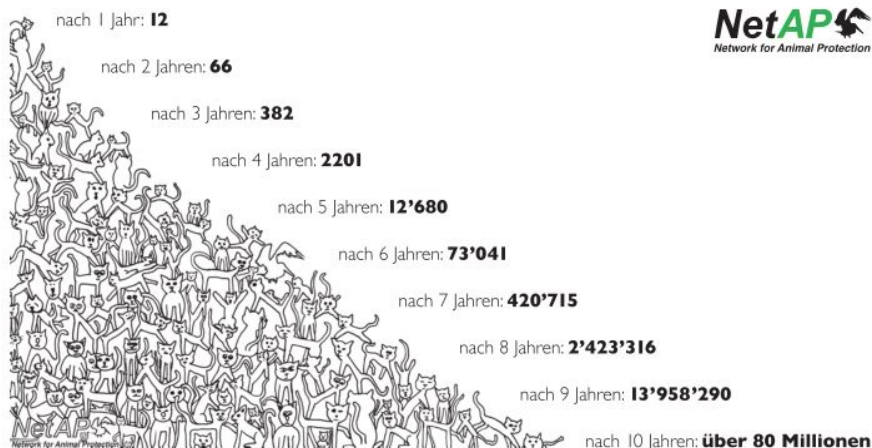 nach 1 Jahr: 12
NetAP
Network for Animal Protection
nach 2 Jahren: 66
nach 3 Jahren: 382
nach 4 Jahren: 2201
nach 5 Jahren: 12’680
nach 6 Jahren: 73’041
nach 7 Jahren: 420’715
nach 8 Jahren: 2’423’316
nach 9 Jahren: 13’958’290
NetAP
Network for Animal Protection
nach 10 Jahren: über 80 Millionen